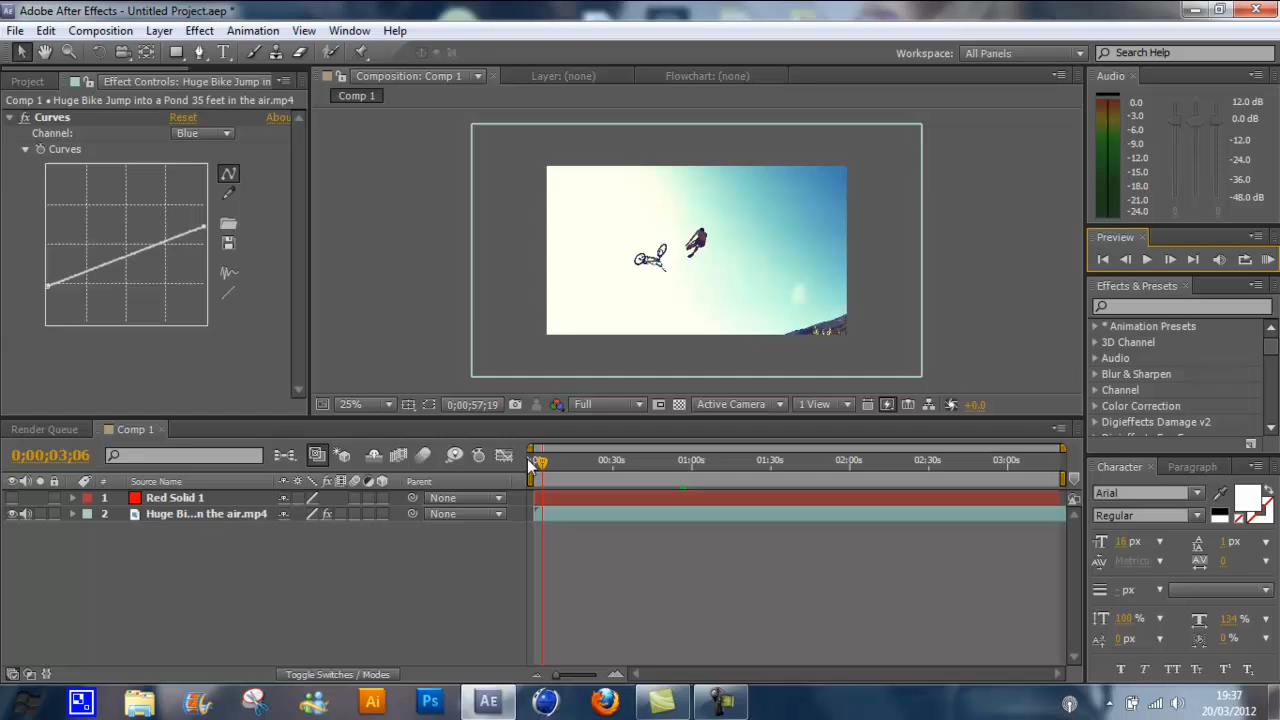 Adobe After Effects - Untitled Project.aep *
File Edit Composition Layer Effect Animation View Window Help
Workspace: All Panels Search Help
Project Effect Controls: Huge Bike Jump in
Comp 1 • Huge Bike Jump into a Pond 35 feet in the air.mp4
fx Curves Reset Abou
Channel: Blue
Curves
Composition: Comp 1 Layer: (none) Flowchart: (none)
Comp 1
25% 0;00;57;19 Full Active Camera 1 View +0.0
Audio
0.0 12.0 dB
-3.0 0.0 dB
-6.0
-9.0 -12.0
-12.0
-15.0 -24.0
-18.0 -36.0
-21.0
-24.0 -48.0 dB
Preview
Effects & Presets
* Animation Presets
3D Channel
Audio
Blur & Sharpen
Channel
Color Correction
Digieffects Damage v2
Character Paragraph
Arial
Regular
16 px 1 px
Metrics 0
- px
100 % 134 %
0 px 0 %
T T TT Tt T¹ T₁
Render Queue Comp 1
0;00;03;06
00:30s 01:00s 01:30s 02:00s 02:30s 03:00s
# Source Name fx Parent
1 Red Solid 1 None
2 Huge Bi...n the air.mp4 fx None
Toggle Switches / Modes
Ai Ps AE
19:37
20/03/2012